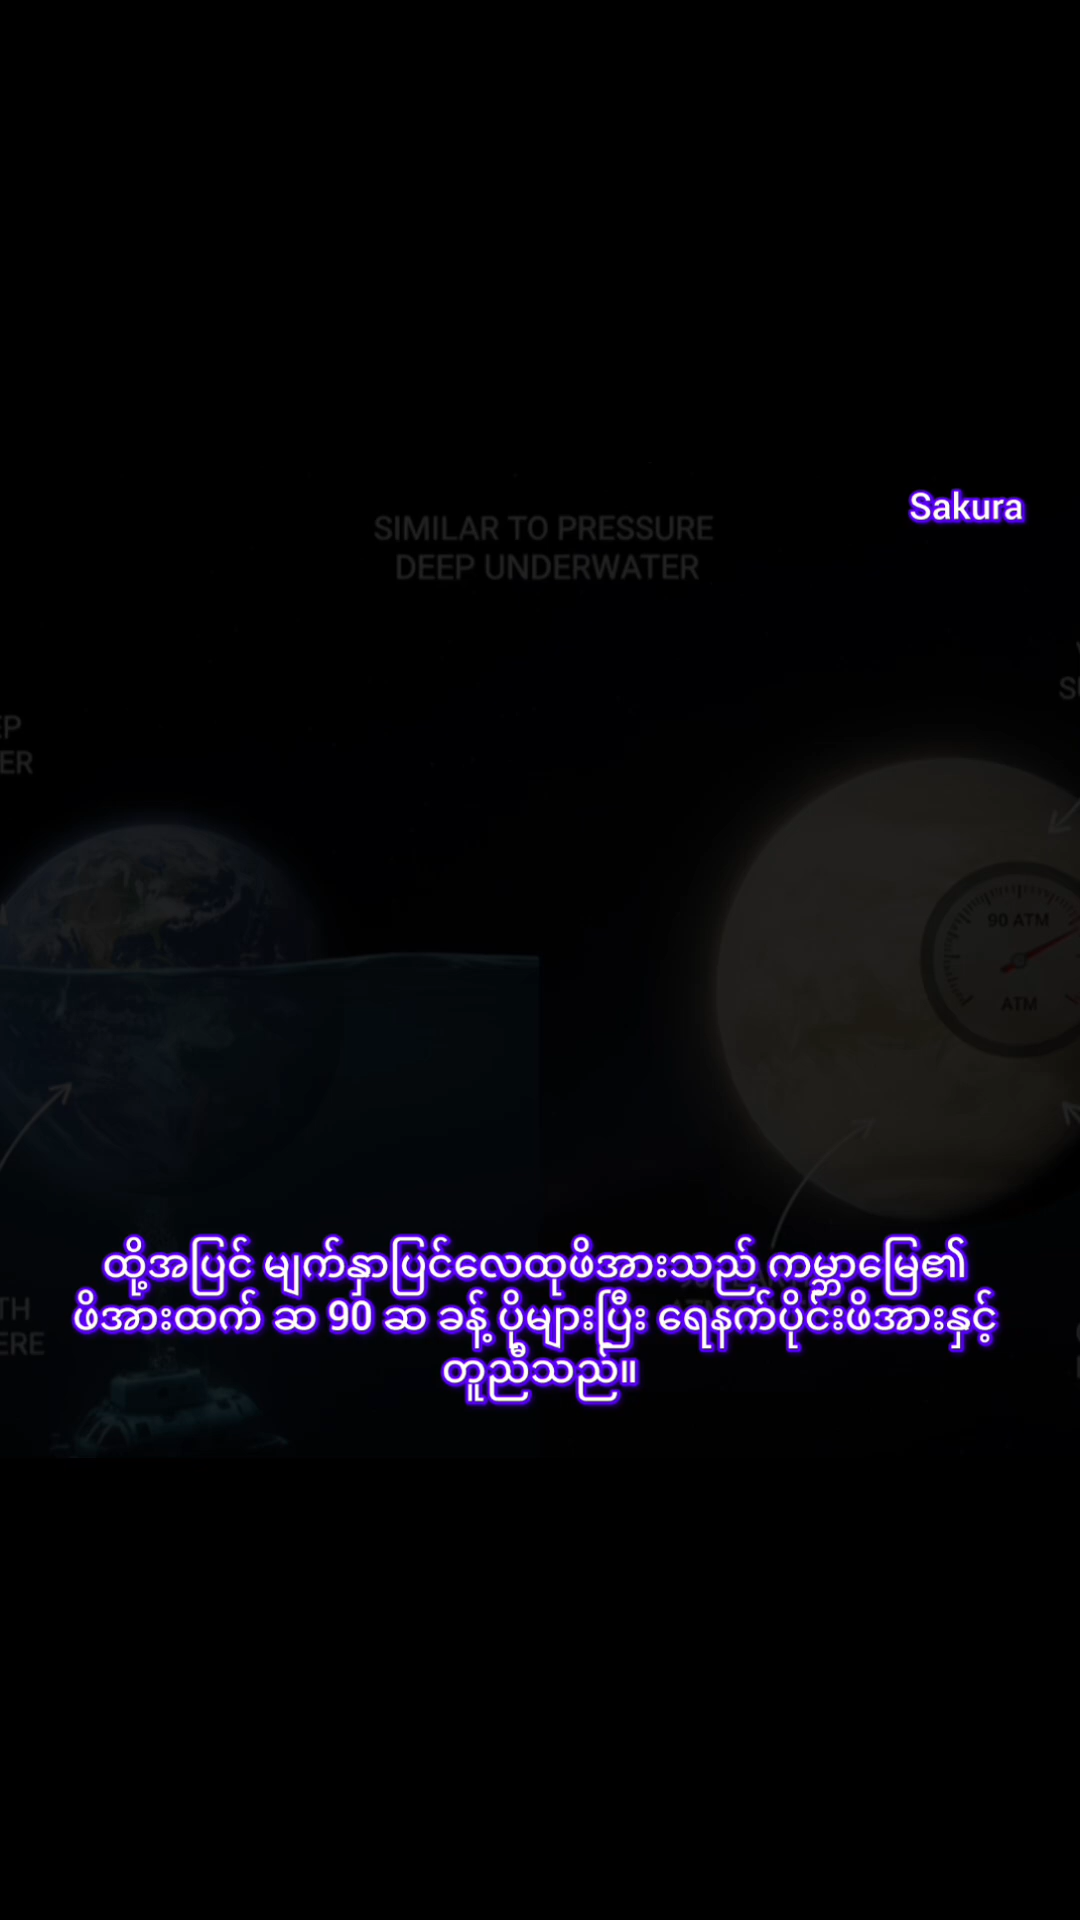 Sakura
SIMILAR TO PRESSURE
DEEP UNDERWATER
90 ATM
ATM
ထို့အပြင် မျက်နှာပြင်လေထုဖိအားသည် ကမ္ဘာမြေ၏
ဖိအားထက် ဆ 90 ဆ ခန့် ပိုများပြီး ရေနက်ပိုင်းဖိအားနှင့်
တူညီသည်။